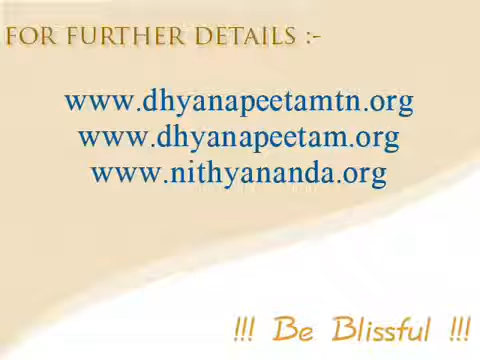 FOR FURTHER DETAILS :-
www.dhyanapeetamtn.org
www.dhyanapeetam.org
www.nithyananda.org
!!! Be Blissful !!!